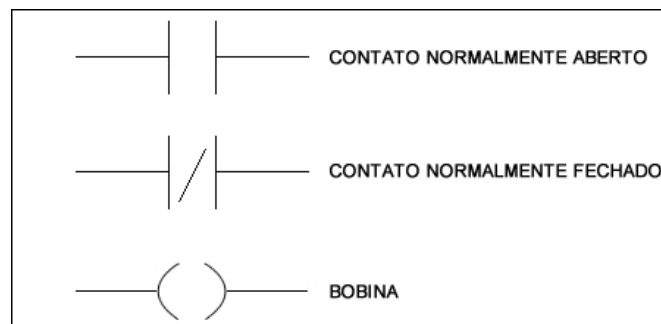 CONTATO NORMALMENTE ABERTO
CONTATO NORMALMENTE FECHADO
BOBINA